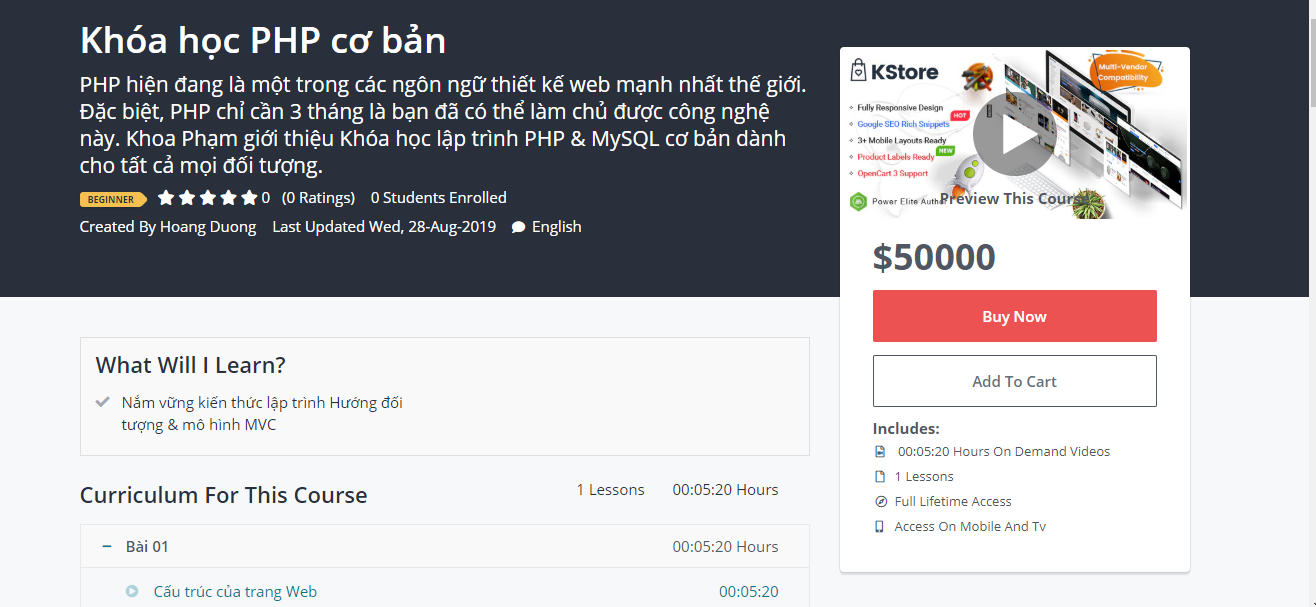 Khóa học PHP cơ bản
PHP hiện đang là một trong các ngôn ngữ thiết kế web mạnh nhất thế giới.
Đặc biệt, PHP chỉ cần 3 tháng là bạn đã có thể làm chủ được công nghệ
này. Khoa Phạm giới thiệu Khóa học lập trình PHP & MySQL cơ bản dành
cho tất cả mọi đối tượng.
BEGINNER 0 (0 Ratings) 0 Students Enrolled
Created By Hoang Duong Last Updated Wed, 28-Aug-2019 English
KStore
Multi-Vendor
Compatibility
Fully Responsive Design
Google SEO Rich Snippets HOT
3+ Mobile Layouts Ready
Product Labels Ready NEW
OpenCart 3 Support
Power Elite Author
Preview This Course
$50000
Buy Now
Add To Cart
Includes:
00:05:20 Hours On Demand Videos
1 Lessons
Full Lifetime Access
Access On Mobile And Tv
What Will I Learn?
Nắm vững kiến thức lập trình Hướng đối
tượng & mô hình MVC
Curriculum For This Course 1 Lessons 00:05:20 Hours
Bài 01 00:05:20 Hours
Cấu trúc của trang Web 00:05:20